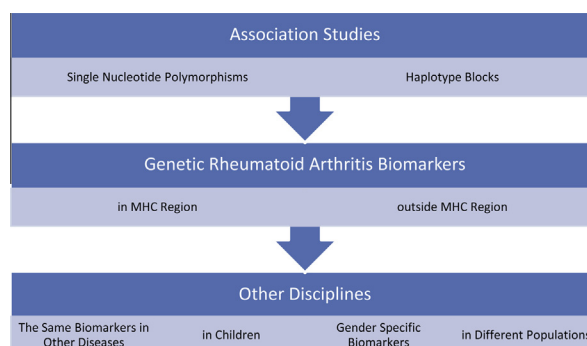 Association Studies
Single Nucleotide Polymorphisms
Haplotype Blocks
Genetic Rheumatoid Arthritis Biomarkers
in MHC Region
outside MHC Region
Other Disciplines
The Same Biomarkers in
Other Diseases
in Children
Gender Specific
Biomarkers
in Different Populations